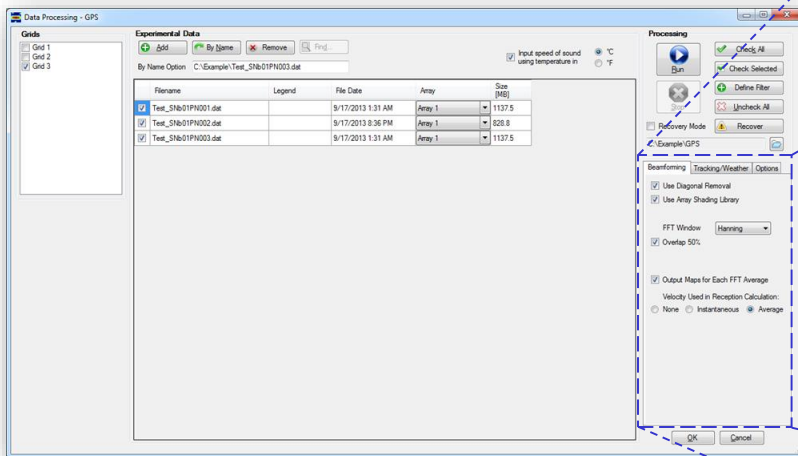 Data Processing - GPS
Grids
Grid 1
Grid 2
Grid 3
Experimental Data
Add By Name Remove Find...
By Name Option C:\Example\Test_SNb01PN003.dat
Input speed of sound using temperature in
°C
°F
Filename Legend File Date Array Size [MB]
Test_SNb01PN001.dat 9/17/2013 1:31 AM Array 1 1137.5
Test_SNb01PN002.dat 9/17/2013 8:36 PM Array 1 828.8
Test_SNb01PN003.dat 9/17/2013 1:31 AM Array 1 1137.5
Processing
Run
Stop
Check All
Check Selected
Define Filter
Uncheck All
Recovery Mode Recover
C:\Example\GPS
Beamforming Tracking/Weather Options
Use Diagonal Removal
Use Array Shading Library
FFT Window Hanning
Overlap 50%
Output Maps for Each FFT Average
Velocity Used in Reception Calculation:
None Instantaneous Average
OK Cancel